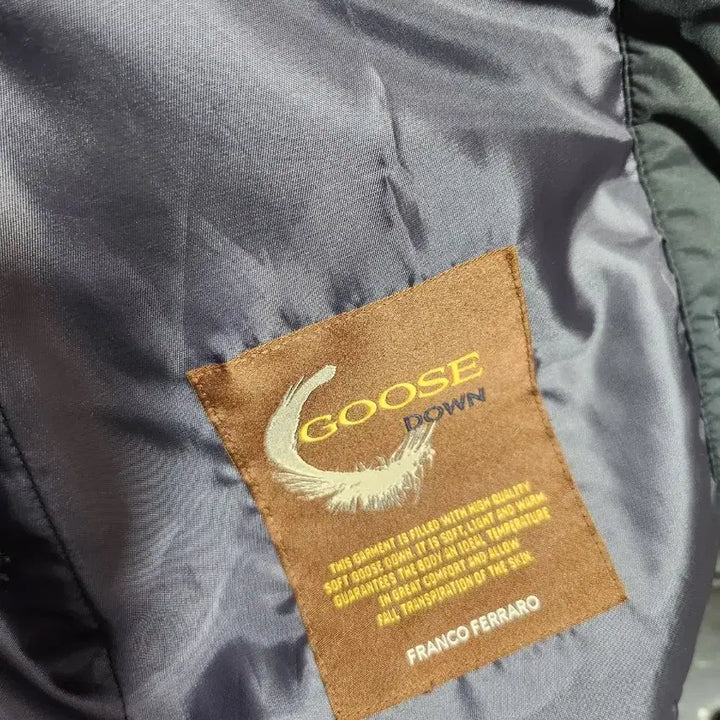 GOOSE
DOWN
THIS GARMENT IS FILLED WITH HIGH QUALITY
SOFT GOOSE DOWN. IT IS SOFT, LIGHT AND WARM
GUARANTEES THE BODY AN IDEAL TEMPERATURE
IN GREAT COMFORT AND ALLOW
FALL TRANSPIRATION OF THE SKIN.
FRANCO FERRARO